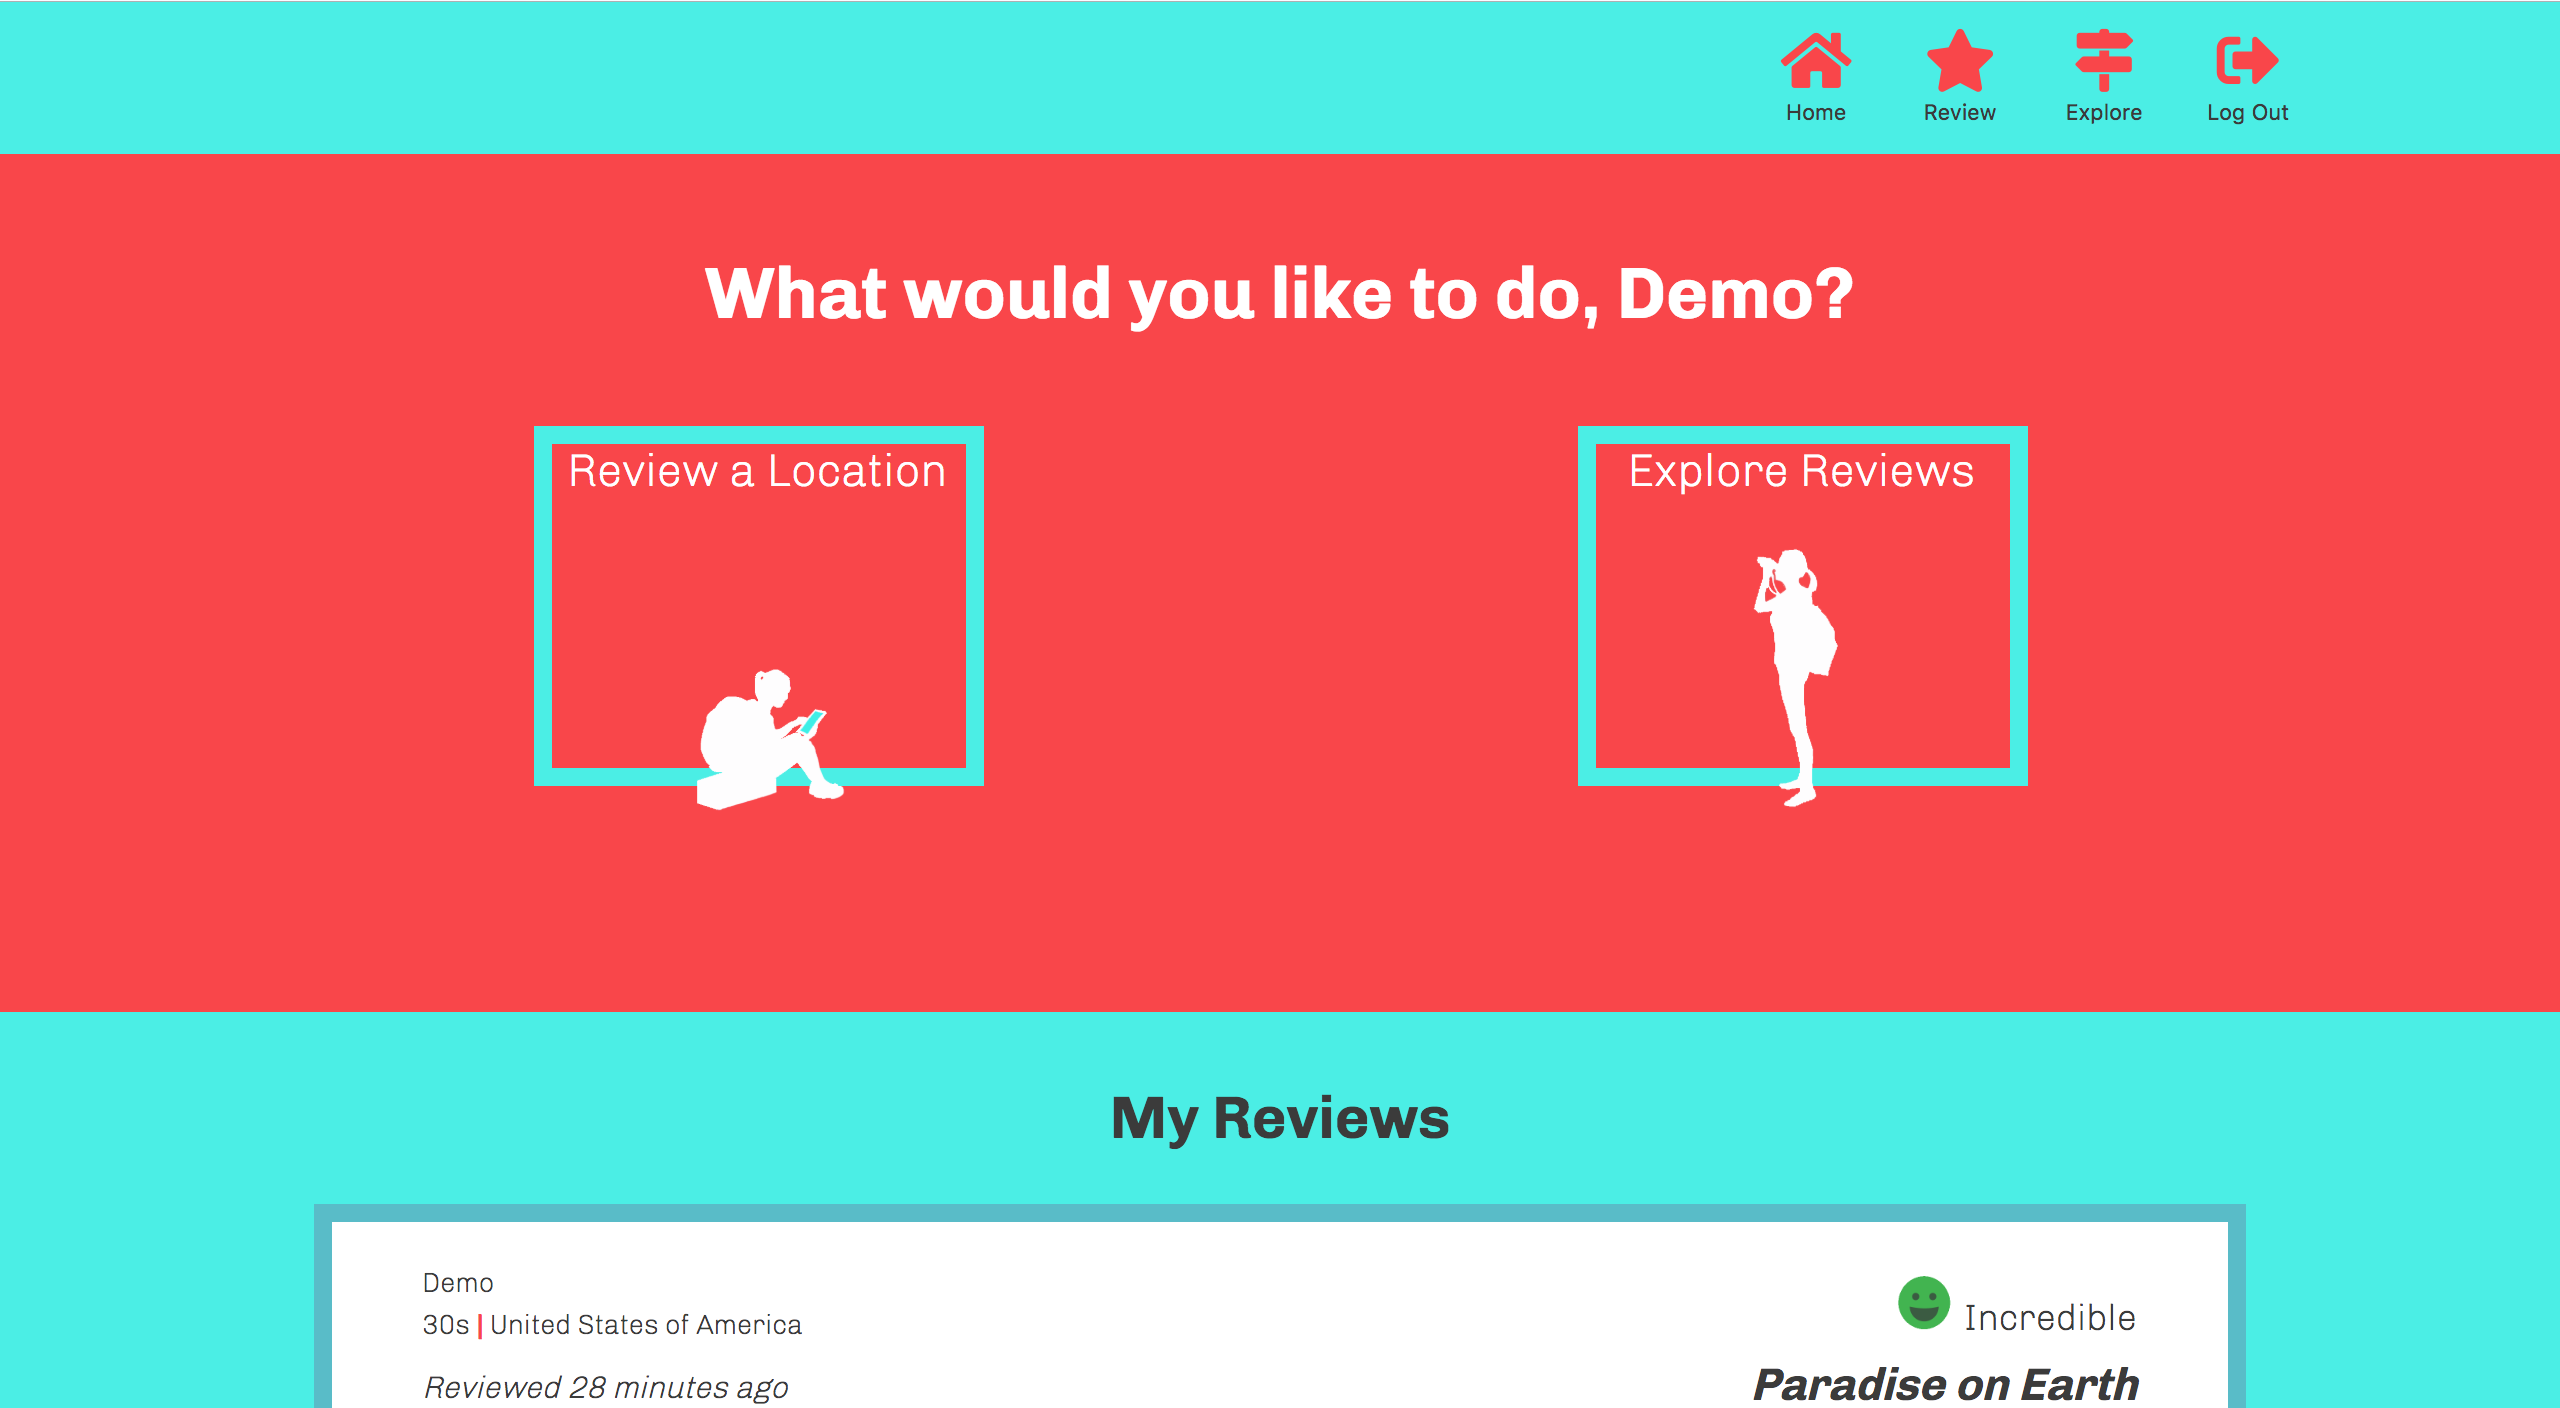 Home
Review
Explore
Log Out
What would you like to do, Demo?
Review a Location
Explore Reviews
My Reviews
Demo
30s | United States of America
Reviewed 28 minutes ago
Incredible
Paradise on Earth